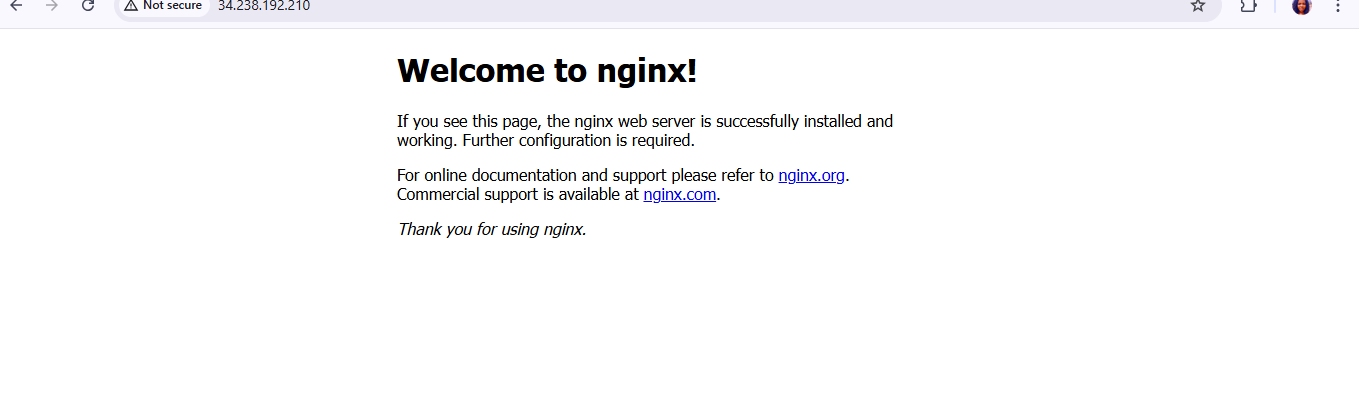 Not secure 34.238.192.210
Welcome to nginx!
If you see this page, the nginx web server is successfully installed and
working. Further configuration is required.
For online documentation and support please refer to nginx.org.
Commercial support is available at nginx.com.
Thank you for using nginx.